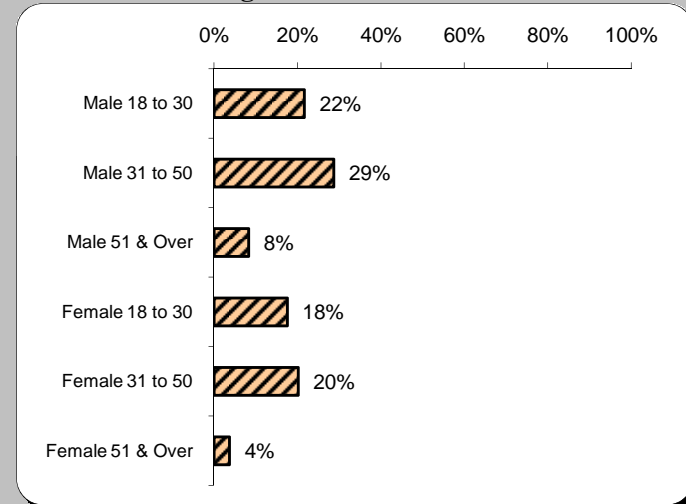 0% 20% 40% 60% 80% 100%
Male 18 to 30 22%
Male 31 to 50 29%
Male 51 & Over 8%
Female 18 to 30 18%
Female 31 to 50 20%
Female 51 & Over 4%